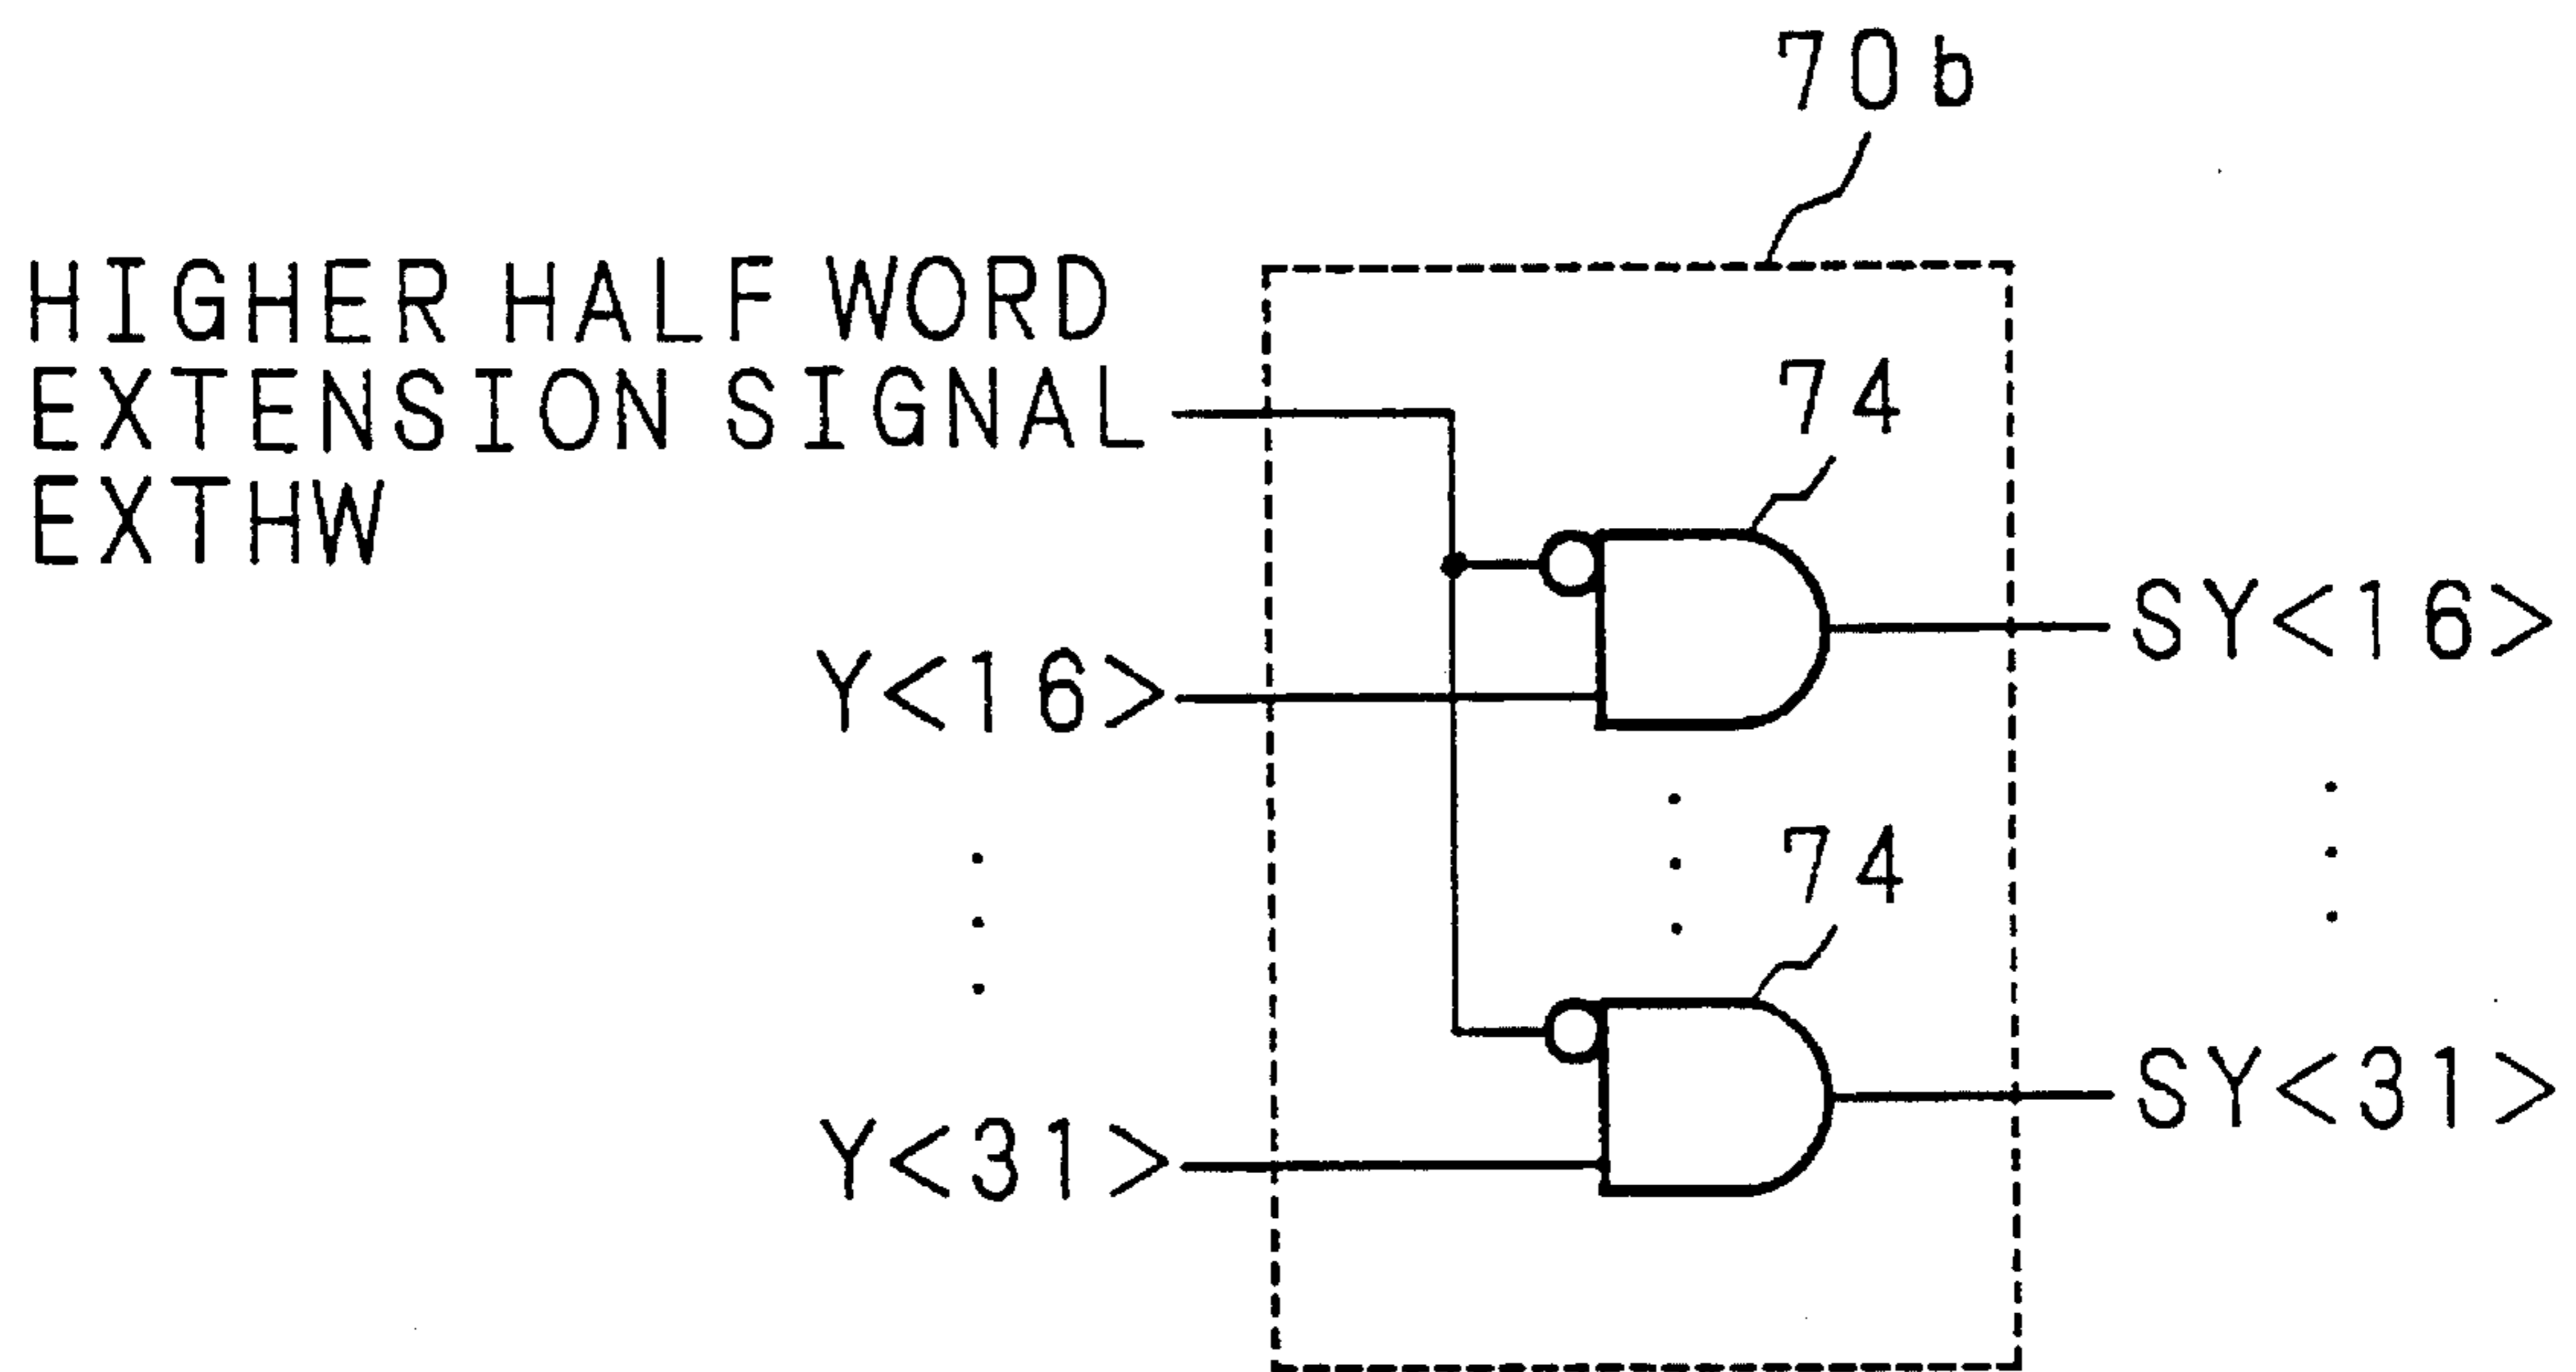 70b
HIGHER HALF WORD
EXTENSION SIGNAL
EXTHW
74
SY<16>
Y<16>
74
SY<31>
Y<31>